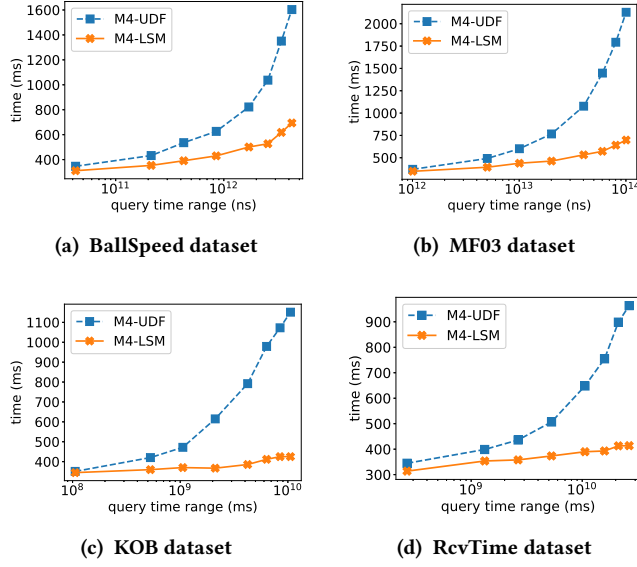 1600
1400
1200
1000
800
600
400
time (ms)
M4-UDF
M4-LSM
10¹¹ 10¹²
query time range (ns)
(a) BallSpeed dataset
2000
1750
1500
1250
1000
750
500
time (ms)
M4-UDF
M4-LSM
10¹² 10¹³ 10¹⁴
query time range (ns)
(b) MF03 dataset
1100
1000
900
800
700
600
500
400
time (ms)
M4-UDF
M4-LSM
10⁸ 10⁹ 10¹⁰
query time range (ms)
(c) KOB dataset
900
800
700
600
500
400
300
time (ms)
M4-UDF
M4-LSM
10⁹ 10¹⁰
query time range (ms)
(d) RcvTime dataset